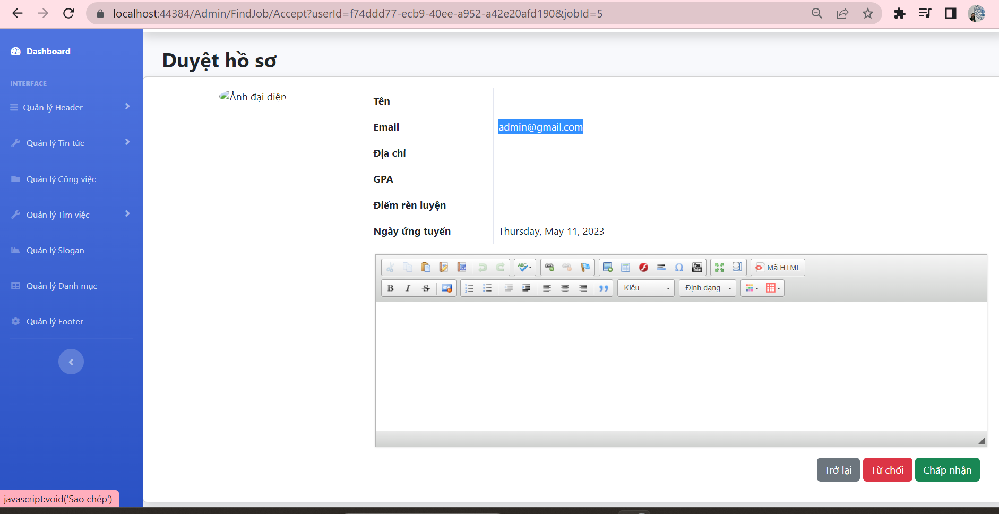 localhost:44384/Admin/FindJob/Accept?userId=f74ddd77-ecb9-40ee-a952-a42e20afd190&jobId=5
Dashboard
INTERFACE
Quản lý Header
Quản lý Tin tức
Quản lý Công việc
Quản lý Tìm việc
Quản lý Slogan
Quản lý Danh mục
Quản lý Footer
Duyệt hồ sơ
Ảnh đại diện
Tên
Email admin@gmail.com
Địa chỉ
GPA
Điểm rèn luyện
Ngày ứng tuyển Thursday, May 11, 2023
ABC You Tube Mã HTML
B I S HTML Kiểu Định dạng
Trở lại Từ chối Chấp nhận
javascript:void('Sao chép')